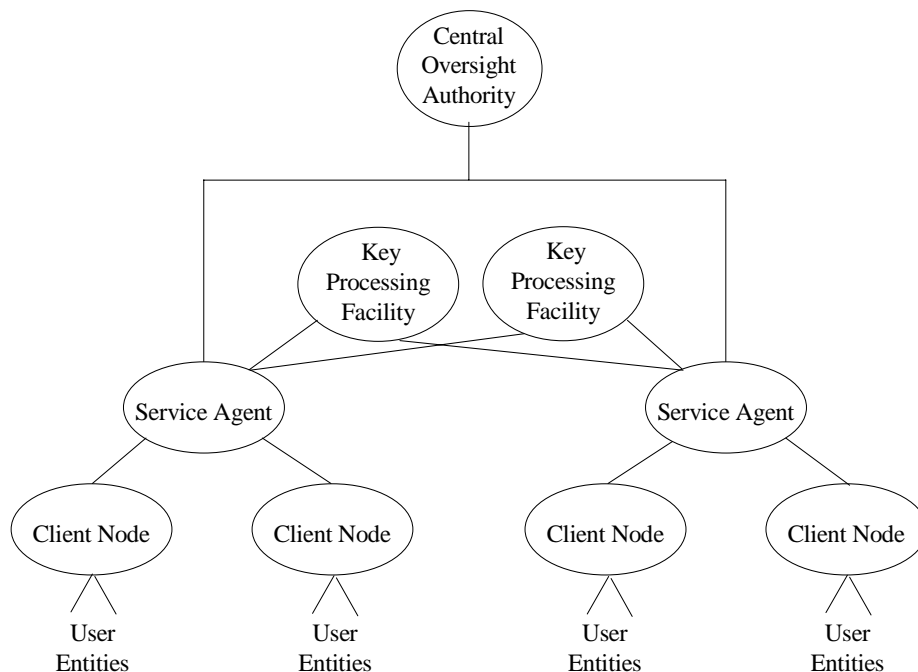 Central
Oversight
Authority
Key
Processing
Facility
Key
Processing
Facility
Service Agent
Service Agent
Client Node
Client Node
Client Node
Client Node
User
Entities
User
Entities
User
Entities
User
Entities